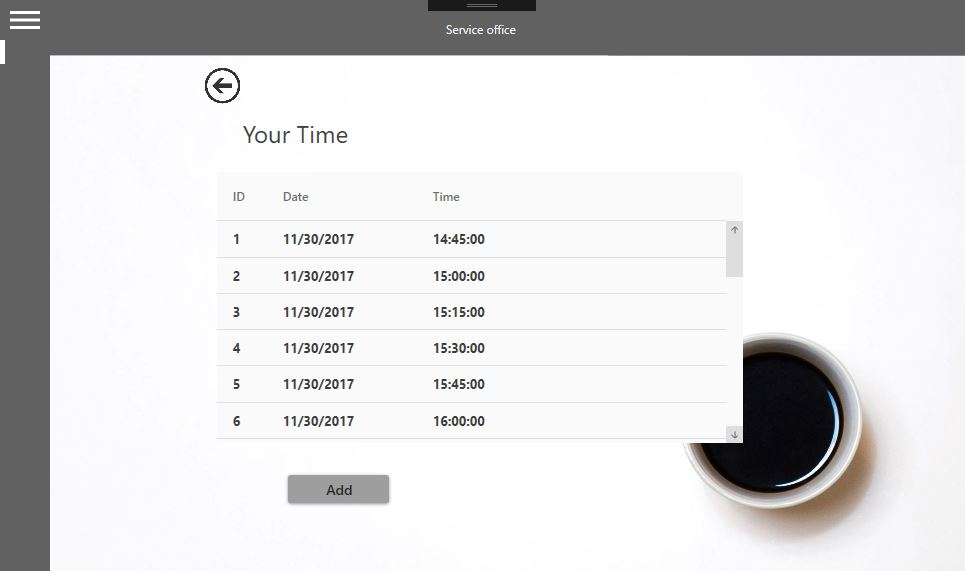 Service office
Your Time
ID Date Time
1 11/30/2017 14:45:00
2 11/30/2017 15:00:00
3 11/30/2017 15:15:00
4 11/30/2017 15:30:00
5 11/30/2017 15:45:00
6 11/30/2017 16:00:00
Add